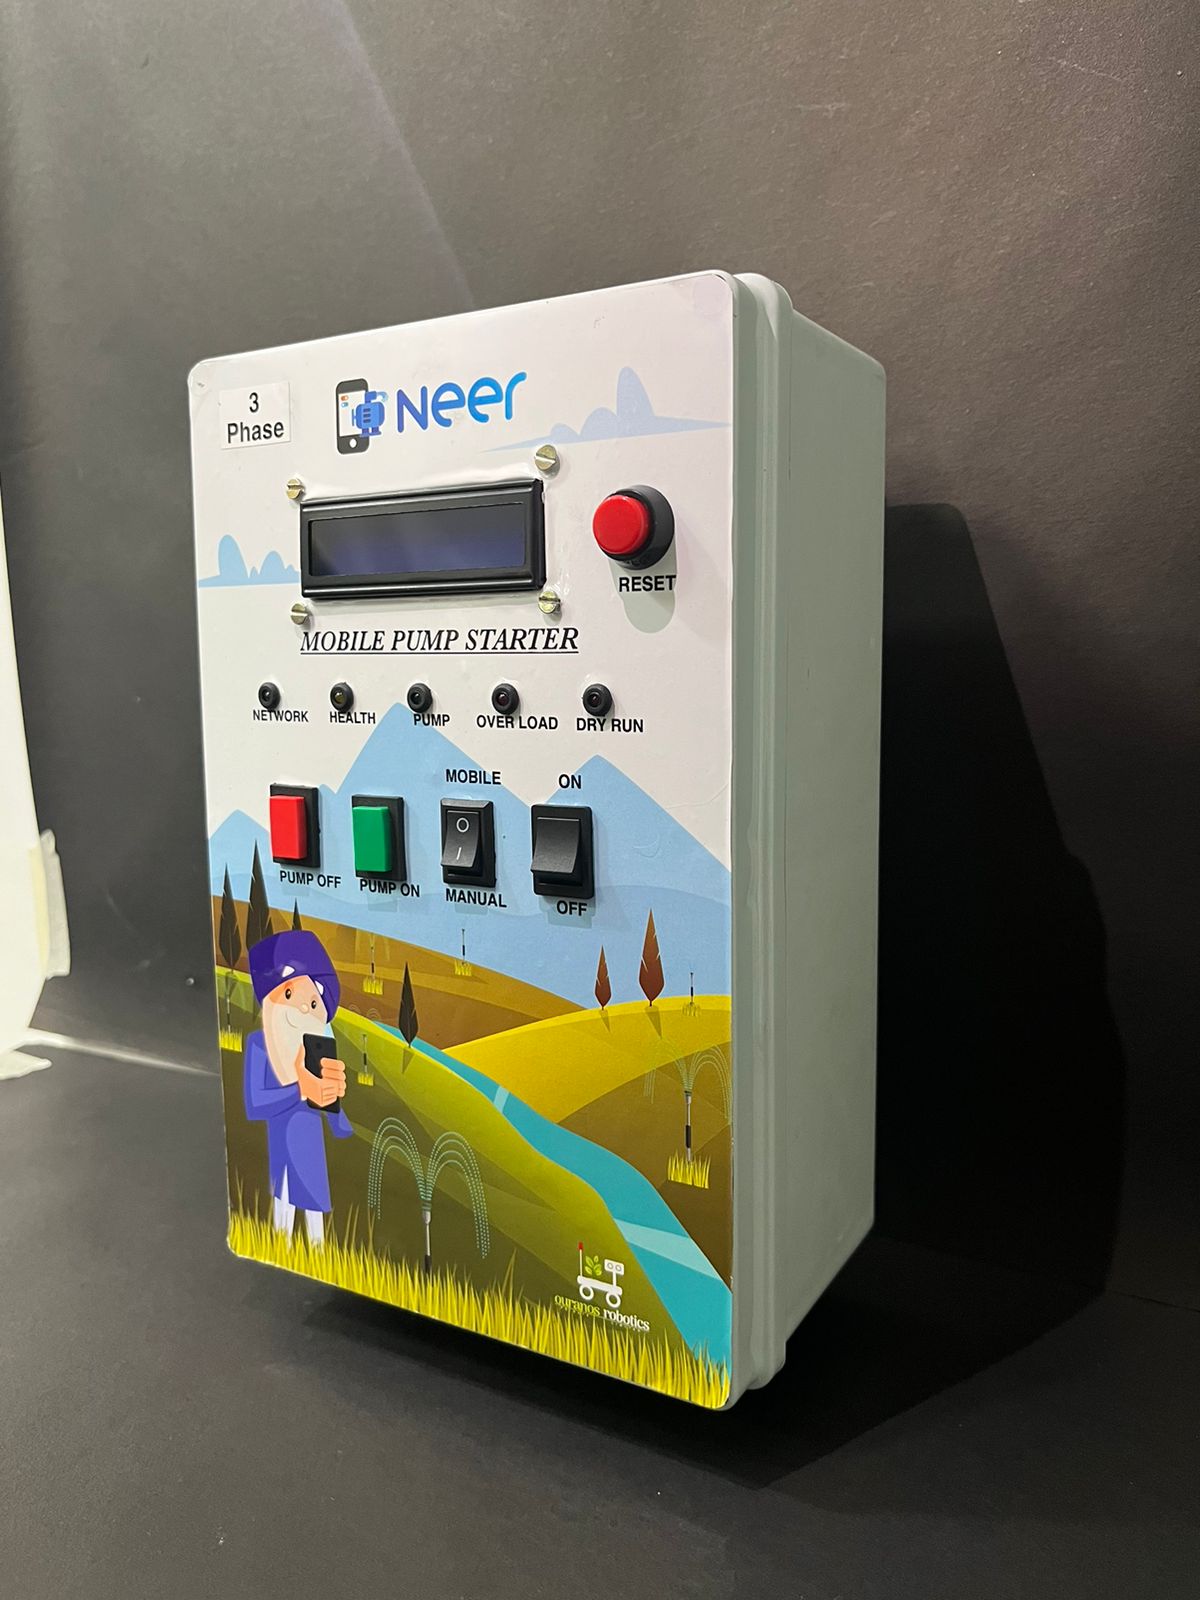 3
Phase
Neer
RESET
MOBILE PUMP STARTER
NETWORK HEALTH PUMP OVER LOAD DRY RUN
MOBILE ON
O
I
PUMP OFF PUMP ON MANUAL OFF
ouranos robotics